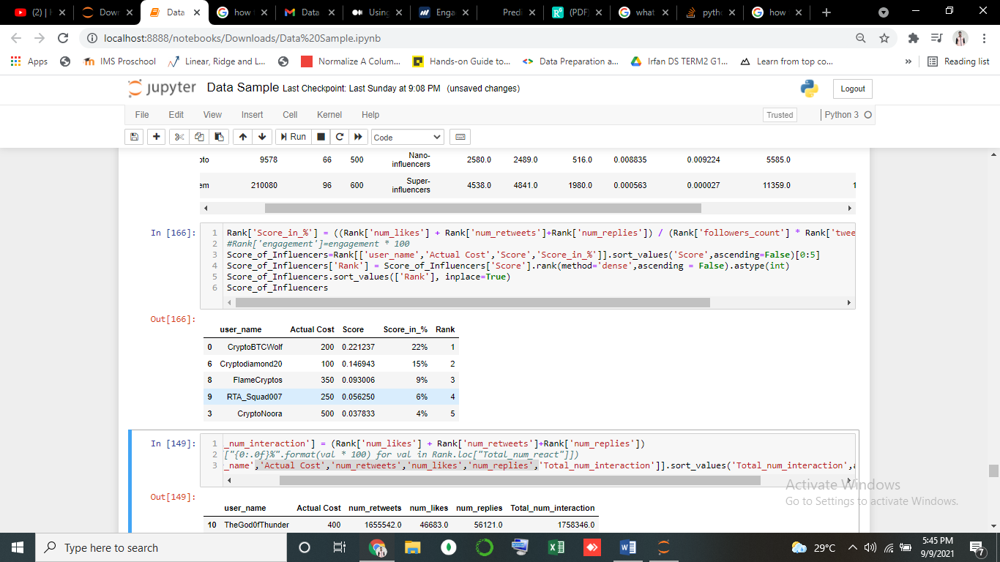 (2) | H
Down
Data
how t
Data
Using
Enga
Predi
(PDF)
what
pytho
how
localhost:8888/notebooks/Downloads/Data%20Sample.ipynb
Apps
IMS Proschool
Linear, Ridge and L...
Normalize A Colum...
Hands-on Guide to...
Data Preparation a...
Irfan DS TERM2 G1...
Learn from top co...
»
Reading list
jupyter Data Sample Last Checkpoint: Last Sunday at 9:08 PM (unsaved changes)
Logout
File Edit View Insert Cell Kernel Help
Trusted
Python 3
Run
Code
pto 9578 66 500 Nano-influencers 2580.0 2489.0 516.0 0.008835 0.009224 5585.0
em 210080 96 600 Super-influencers 4538.0 4841.0 1980.0 0.000563 0.000027 11359.0 1
In [166]:
1 Rank['Score_in_%'] = ((Rank['num_likes'] + Rank['num_retweets']+Rank['num_replies']) / (Rank['followers_count'] * Rank['twee
2 #Rank['engagement']=engagement * 100
3 Score_of_Influencers=Rank[['user_name','Actual Cost','Score','Score_in_%']].sort_values('Score',ascending=False)[0:5]
4 Score_of_Influencers['Rank'] = Score_of_Influencers['Score'].rank(method='dense',ascending = False).astype(int)
5 Score_of_Influencers.sort_values(['Rank'], inplace=True)
6 Score_of_Influencers
Out[166]:
user_name Actual Cost Score Score_in_% Rank
0 CryptoBTCWolf 200 0.221237 22% 1
6 Cryptodiamond20 100 0.146943 15% 2
8 FlameCryptos 350 0.093006 9% 3
9 RTA_Squad007 250 0.056250 6% 4
3 CryptoNoora 500 0.037833 4% 5
In [149]:
1 _num_interaction'] = (Rank['num_likes'] + Rank['num_retweets']+Rank['num_replies'])
2 ["{0:.0f}%".format(val * 100) for val in Rank.loc["Total_num_react"]])
3 _name','Actual Cost','num_retweets','num_likes','num_replies','Total_num_interaction']].sort_values('Total_num_interaction',a
Activate Windows
Go to Settings to activate Windows.
Out[149]:
user_name Actual Cost num_retweets num_likes num_replies Total_num_interaction
10 TheGod0fThunder 400 1655542.0 46683.0 56121.0 1758346.0
Type here to search
29°C
5:45 PM
9/9/2021
7